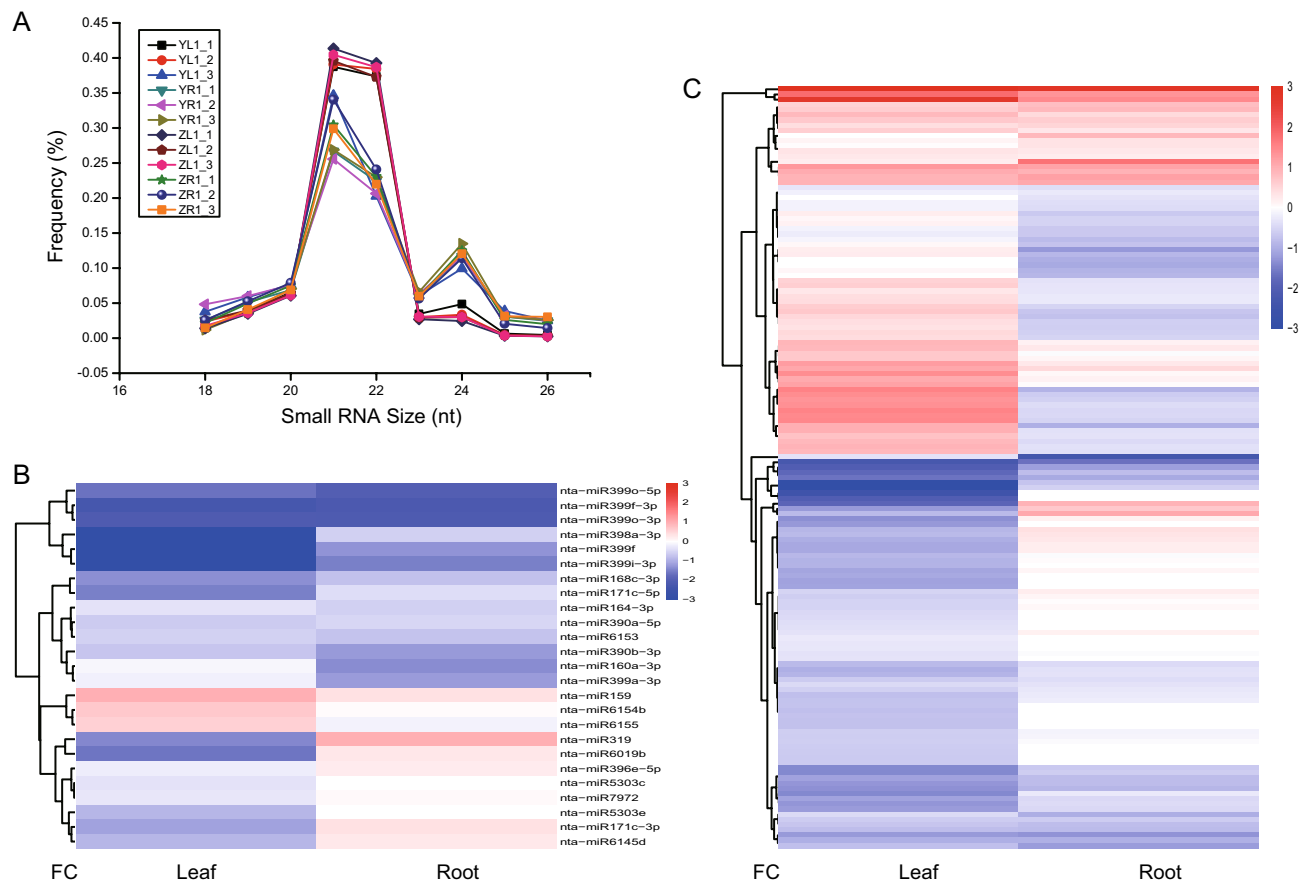 A
0.45
0.40
0.35
0.30
0.25
0.20
0.15
0.10
0.05
0.00
-0.05
Frequency (%)
YL1_1
YL1_2
YL1_3
YR1_1
YR1_2
YR1_3
ZL1_1
ZL1_2
ZL1_3
ZR1_1
ZR1_2
ZR1_3
16
18
20
22
24
26
Small RNA Size (nt)
B
nta−miR399o−5p
nta−miR399f−3p
nta−miR399o−3p
nta−miR398a−3p
nta−miR399f
nta−miR399i−3p
nta−miR168c−3p
nta−miR171c−5p
nta−miR164−3p
nta−miR390a−5p
nta−miR6153
nta−miR390b−3p
nta−miR160a−3p
nta−miR399a−3p
nta−miR159
nta−miR6154b
nta−miR6155
nta−miR319
nta−miR6019b
nta−miR396e−5p
nta−miR5303c
nta−miR7972
nta−miR5303e
nta−miR171c−3p
nta−miR6145d
3
2
1
0
−1
−2
−3
FC
Leaf
Root
C
3
2
1
0
−1
−2
−3
FC
Leaf
Root